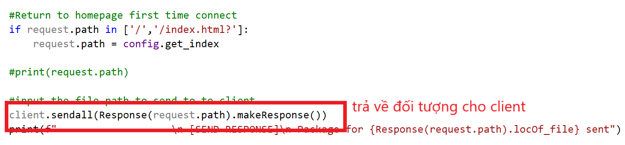 #Return to homepage first time connect
if request.path in ['/','/index.html?']:
request.path = config.get_index
#print(request.path)
#input the file path to send to to client
client.sendall(Response(request.path).makeResponse())
trả về đối tượng cho client
print(f" \n [SEND RESPONSE]\n Package for {Response(request.path).locOf_file} sent")